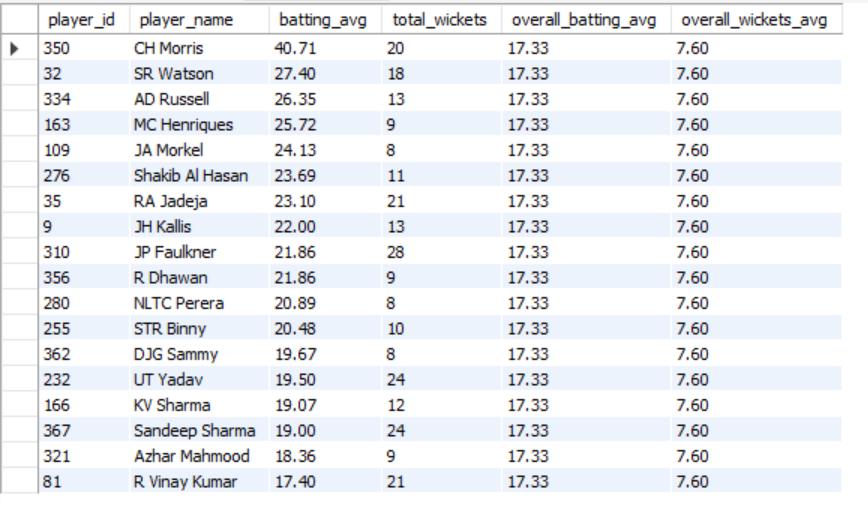 player_id player_name batting_avg total_wickets overall_batting_avg overall_wickets_avg
350 CH Morris 40.71 20 17.33 7.60
32 SR Watson 27.40 18 17.33 7.60
334 AD Russell 26.35 13 17.33 7.60
163 MC Henriques 25.72 9 17.33 7.60
109 JA Morkel 24.13 8 17.33 7.60
276 Shakib Al Hasan 23.69 11 17.33 7.60
35 RA Jadeja 23.10 21 17.33 7.60
9 JH Kallis 22.00 13 17.33 7.60
310 JP Faulkner 21.86 28 17.33 7.60
356 R Dhawan 21.86 9 17.33 7.60
280 NLTC Perera 20.89 8 17.33 7.60
255 STR Binny 20.48 10 17.33 7.60
362 DJG Sammy 19.67 8 17.33 7.60
232 UT Yadav 19.50 24 17.33 7.60
166 KV Sharma 19.07 12 17.33 7.60
367 Sandeep Sharma 19.00 24 17.33 7.60
321 Azhar Mahmood 18.36 9 17.33 7.60
81 R Vinay Kumar 17.40 21 17.33 7.60